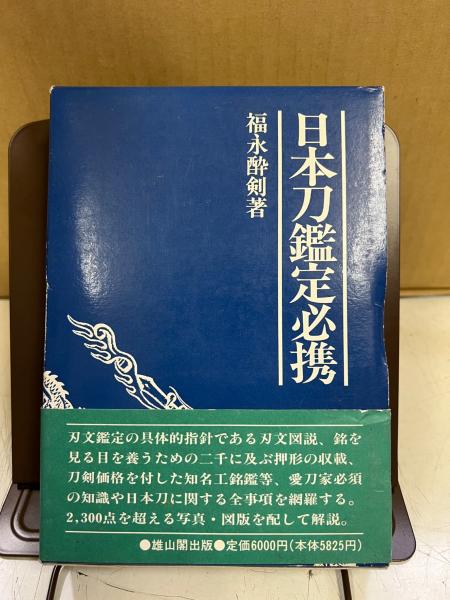 日本刀鑑定必携
福永酔剣著
刃文鑑定の具体的指針である刃文図説、銘を
見る目を養うための二千に及ぶ押形の収載、
刀剣価格を付した知名工銘鑑等、愛刀家必須
の知識や日本刀に関する全事項を網羅する。
2,300点を超える写真・図版を配して解説。
●雄山閣出版●定価6000円(本体5825円)